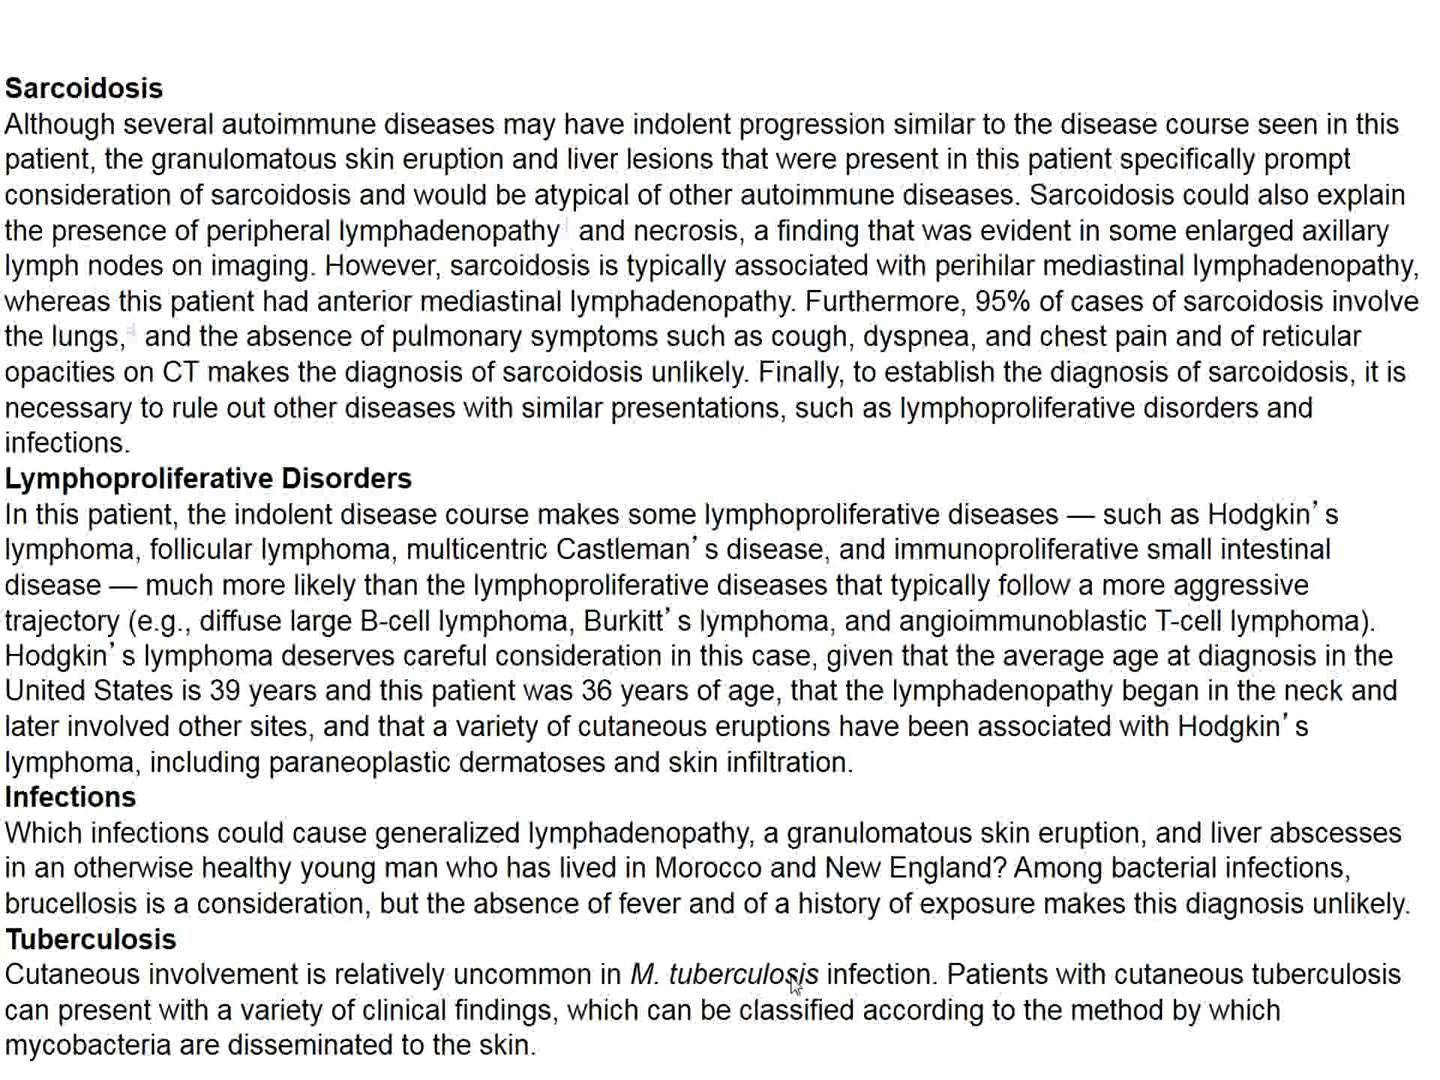 Sarcoidosis
Although several autoimmune diseases may have indolent progression similar to the disease course seen in this
patient, the granulomatous skin eruption and liver lesions that were present in this patient specifically prompt
consideration of sarcoidosis and would be atypical of other autoimmune diseases. Sarcoidosis could also explain
the presence of peripheral lymphadenopathy and necrosis, a finding that was evident in some enlarged axillary
lymph nodes on imaging. However, sarcoidosis is typically associated with perihilar mediastinal lymphadenopathy,
whereas this patient had anterior mediastinal lymphadenopathy. Furthermore, 95% of cases of sarcoidosis involve
the lungs, and the absence of pulmonary symptoms such as cough, dyspnea, and chest pain and of reticular
opacities on CT makes the diagnosis of sarcoidosis unlikely. Finally, to establish the diagnosis of sarcoidosis, it is
necessary to rule out other diseases with similar presentations, such as lymphoproliferative disorders and
infections.
Lymphoproliferative Disorders
In this patient, the indolent disease course makes some lymphoproliferative diseases — such as Hodgkin’s
lymphoma, follicular lymphoma, multicentric Castleman’s disease, and immunoproliferative small intestinal
disease — much more likely than the lymphoproliferative diseases that typically follow a more aggressive
trajectory (e.g., diffuse large B-cell lymphoma, Burkitt’s lymphoma, and angioimmunoblastic T-cell lymphoma).
Hodgkin’s lymphoma deserves careful consideration in this case, given that the average age at diagnosis in the
United States is 39 years and this patient was 36 years of age, that the lymphadenopathy began in the neck and
later involved other sites, and that a variety of cutaneous eruptions have been associated with Hodgkin’s
lymphoma, including paraneoplastic dermatoses and skin infiltration.
Infections
Which infections could cause generalized lymphadenopathy, a granulomatous skin eruption, and liver abscesses
in an otherwise healthy young man who has lived in Morocco and New England? Among bacterial infections,
brucellosis is a consideration, but the absence of fever and of a history of exposure makes this diagnosis unlikely.
Tuberculosis
Cutaneous involvement is relatively uncommon in M. tuberculosis infection. Patients with cutaneous tuberculosis
can present with a variety of clinical findings, which can be classified according to the method by which
mycobacteria are disseminated to the skin.